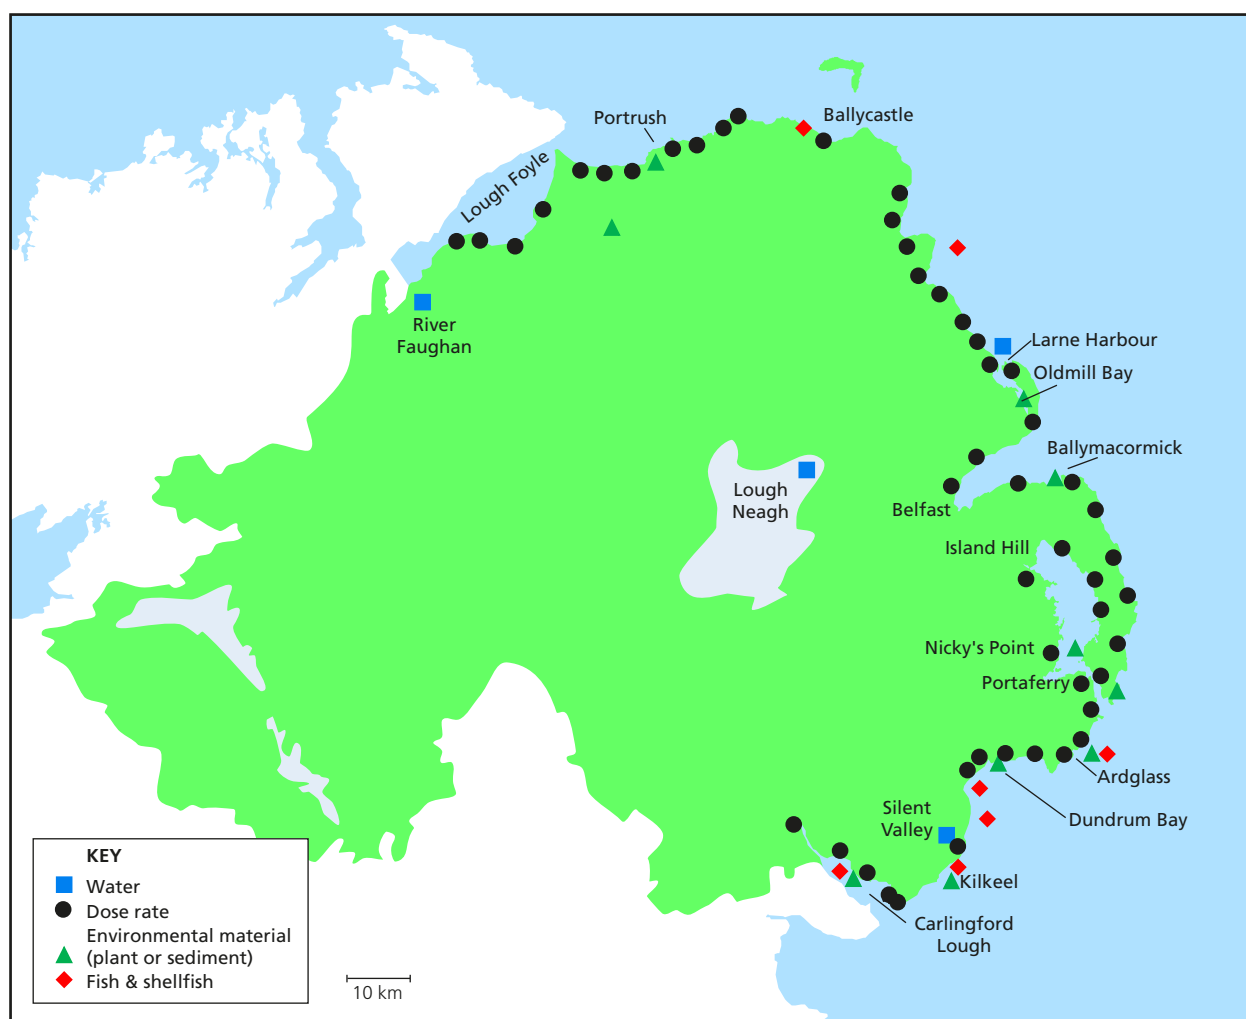 Portrush
Ballycastle
Lough Foyle
River
Faughan
Larne Harbour
Oldmill Bay
Ballymacormick
Lough
Neagh
Belfast
Island Hill
Nicky's Point
Portaferry
Ardglass
Silent
Valley
Dundrum Bay
Kilkeel
Carlingford
Lough
KEY
Water
Dose rate
Environmental material
(plant or sediment)
Fish & shellfish
10 km